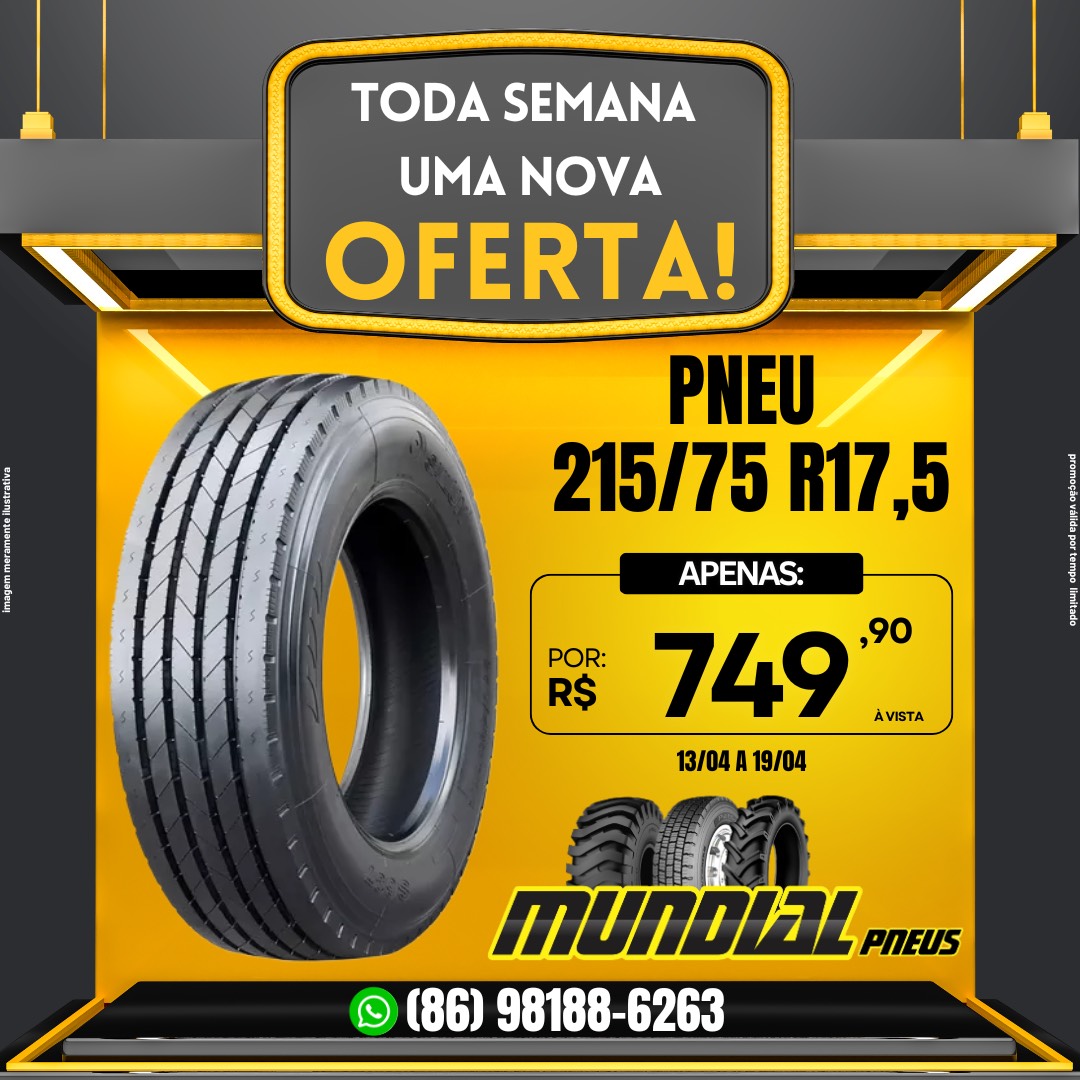 TODA SEMANA
UMA NOVA
OFERTA!
PNEU
215/75 R17,5
APENAS:
POR:
R$ 749,90
À VISTA
13/04 A 19/04
MUNDIAL PNEUS
(86) 98188-6263
imagem meramente ilustrativa
promoção válida por tempo limitado